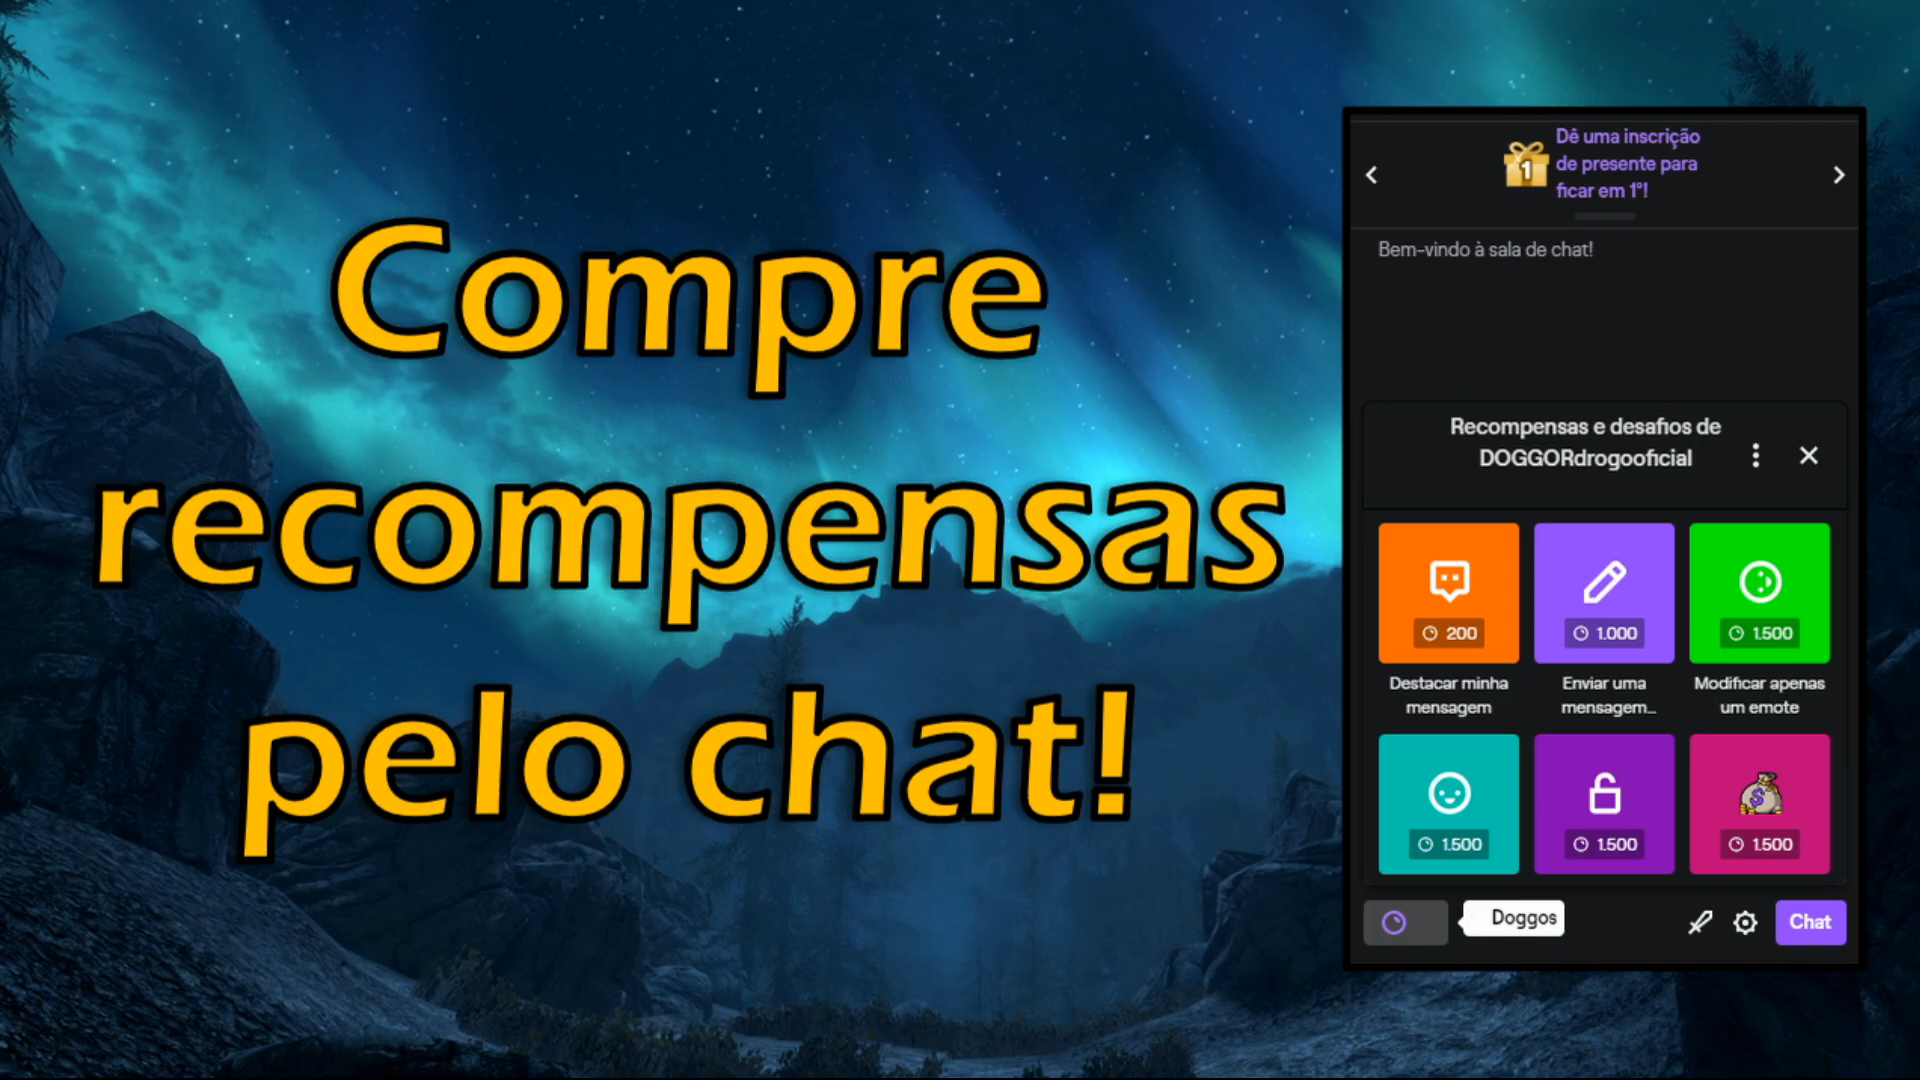 Compre
recompensas
pelo chat!
Dê uma inscrição
de presente para
ficar em 1º!
1
Bem-vindo à sala de chat!
Recompensas e desafios de
DOGGORdrogooficial
200
1.000
1.500
Destacar minha
mensagem
Enviar uma
mensagem...
Modificar apenas
um emote
1.500
1.500
$
1.500
Doggos
Chat